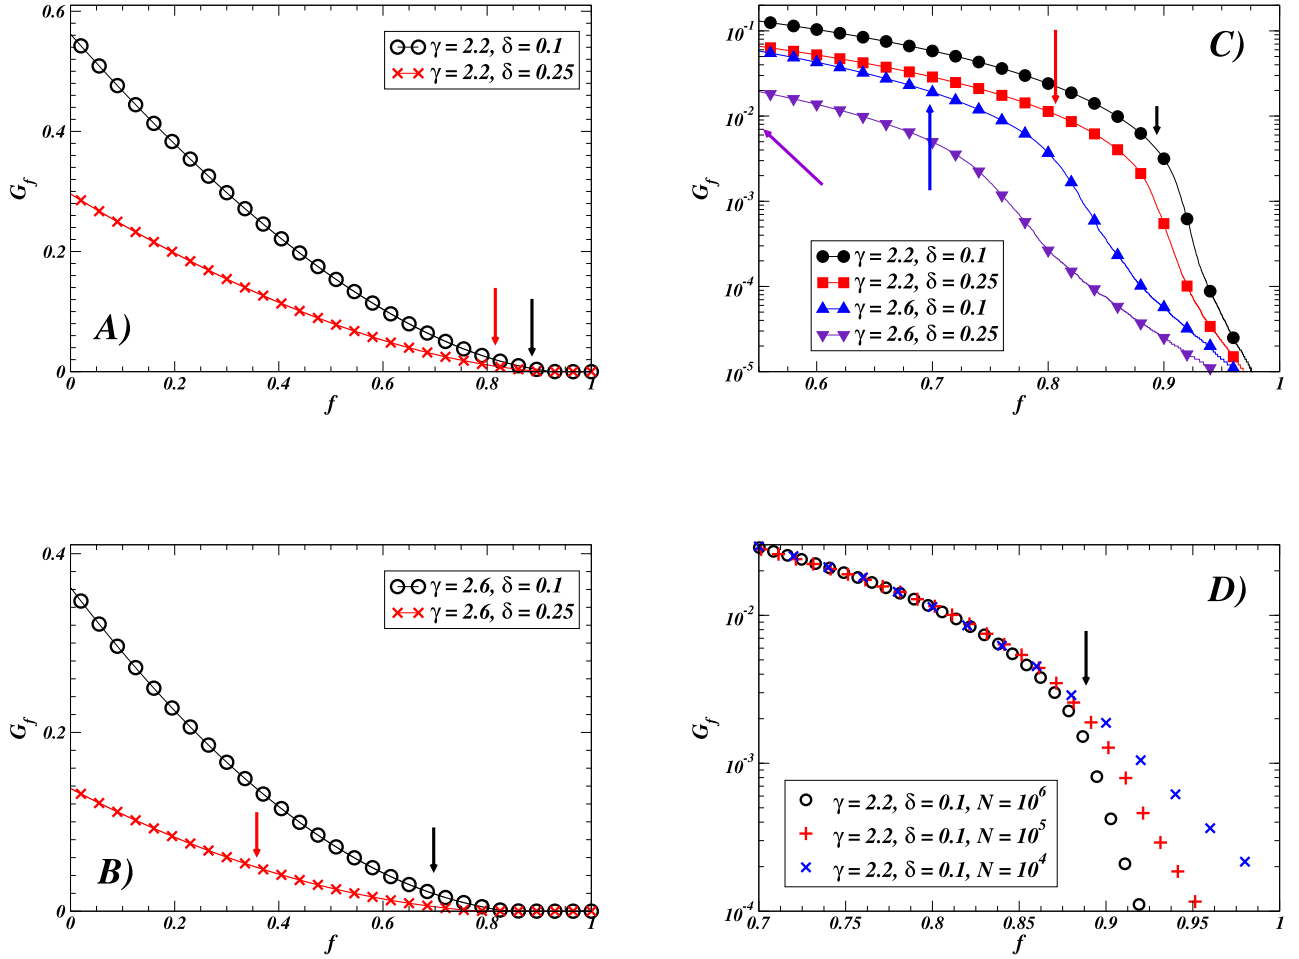 0.6
0.4
0.2
0
G_f
0 0.2 0.4 0.6 0.8 1
f
γ = 2.2, δ = 0.1
γ = 2.2, δ = 0.25
A)
10^-1
10^-2
10^-3
10^-4
10^-5
G_f
0.6 0.7 0.8 0.9 1
f
C)
γ = 2.2, δ = 0.1
γ = 2.2, δ = 0.25
γ = 2.6, δ = 0.1
γ = 2.6, δ = 0.25
0.4
0.2
0
G_f
0 0.2 0.4 0.6 0.8 1
f
γ = 2.6, δ = 0.1
γ = 2.6, δ = 0.25
B)
10^-2
10^-3
10^-4
G_f
0.7 0.75 0.8 0.85 0.9 0.95 1
f
D)
γ = 2.2, δ = 0.1, N = 10^6
γ = 2.2, δ = 0.1, N = 10^5
γ = 2.2, δ = 0.1, N = 10^4